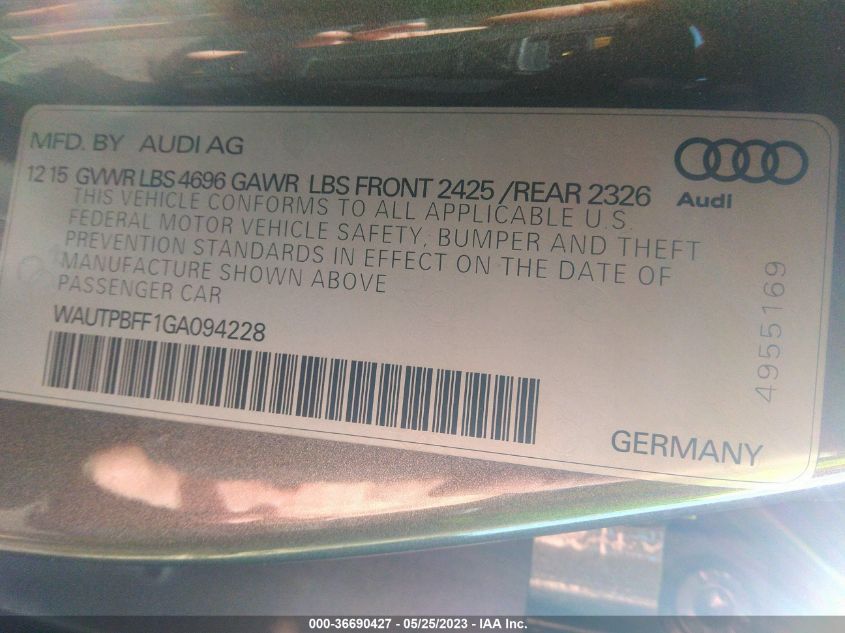 MFD. BY AUDI AG
12 15 GVWR LBS 4696 GAWR LBS FRONT 2425 /REAR 2326
THIS VEHICLE CONFORMS TO ALL APPLICABLE U.S.
FEDERAL MOTOR VEHICLE SAFETY, BUMPER AND THEFT
PREVENTION STANDARDS IN EFFECT ON THE DATE OF
MANUFACTURE SHOWN ABOVE
PASSENGER CAR
WAUTPBFF1GA094228
Audi
4955169
GERMANY
000-36690427 - 05/25/2023 - IAA Inc.